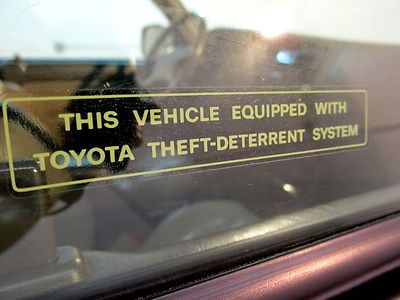 THIS VEHICLE EQUIPPED WITH
TOYOTA THEFT-DETERRENT SYSTEM